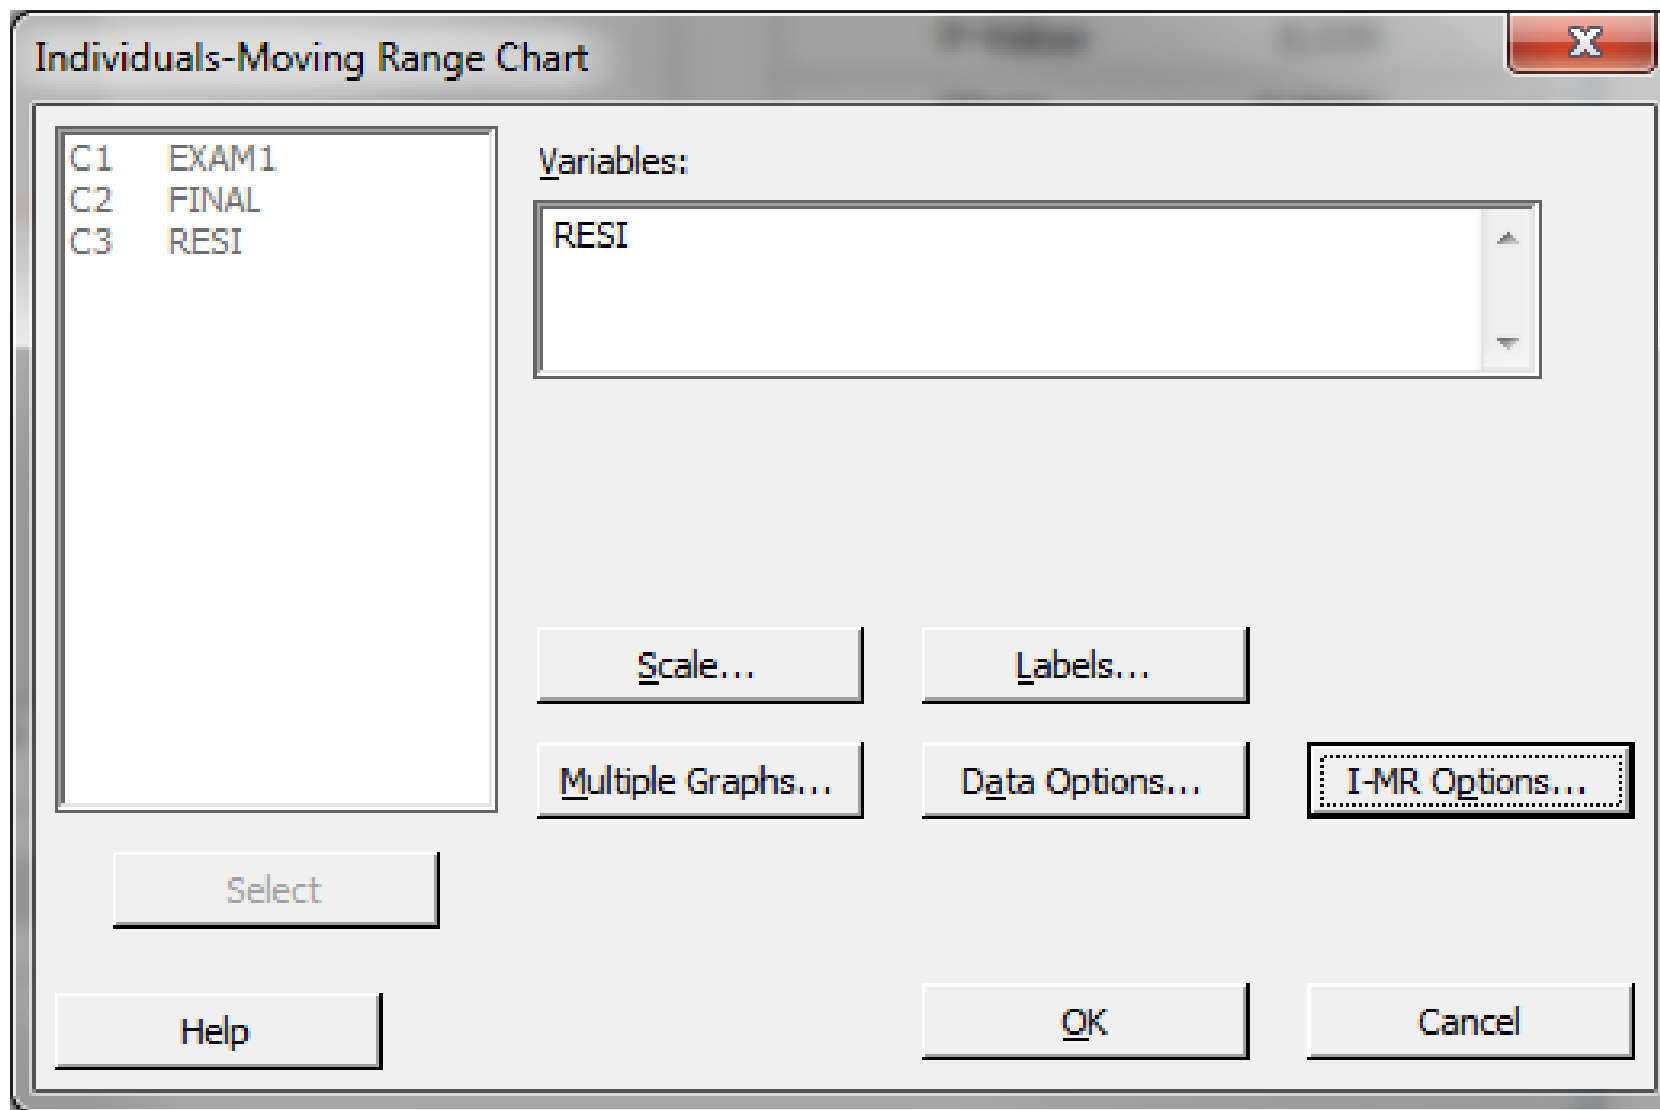 Individuals-Moving Range Chart
C1 EXAM1
C2 FINAL
C3 RESI
Variables:
RESI
Scale...
Labels...
Multiple Graphs...
Data Options...
I-MR Options...
Select
Help
OK
Cancel